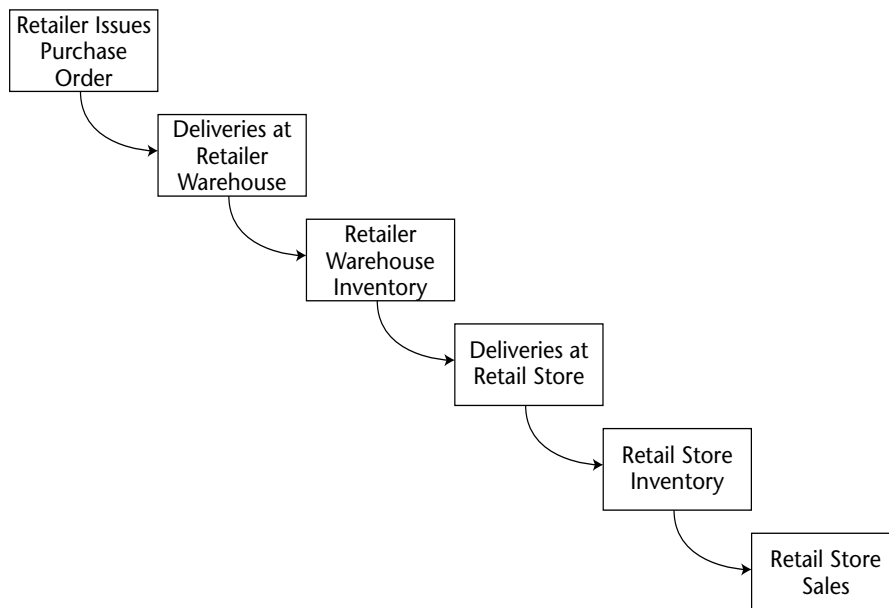 Retailer Issues
Purchase
Order
Deliveries at
Retailer
Warehouse
Retailer
Warehouse
Inventory
Deliveries at
Retail Store
Retail Store
Inventory
Retail Store
Sales